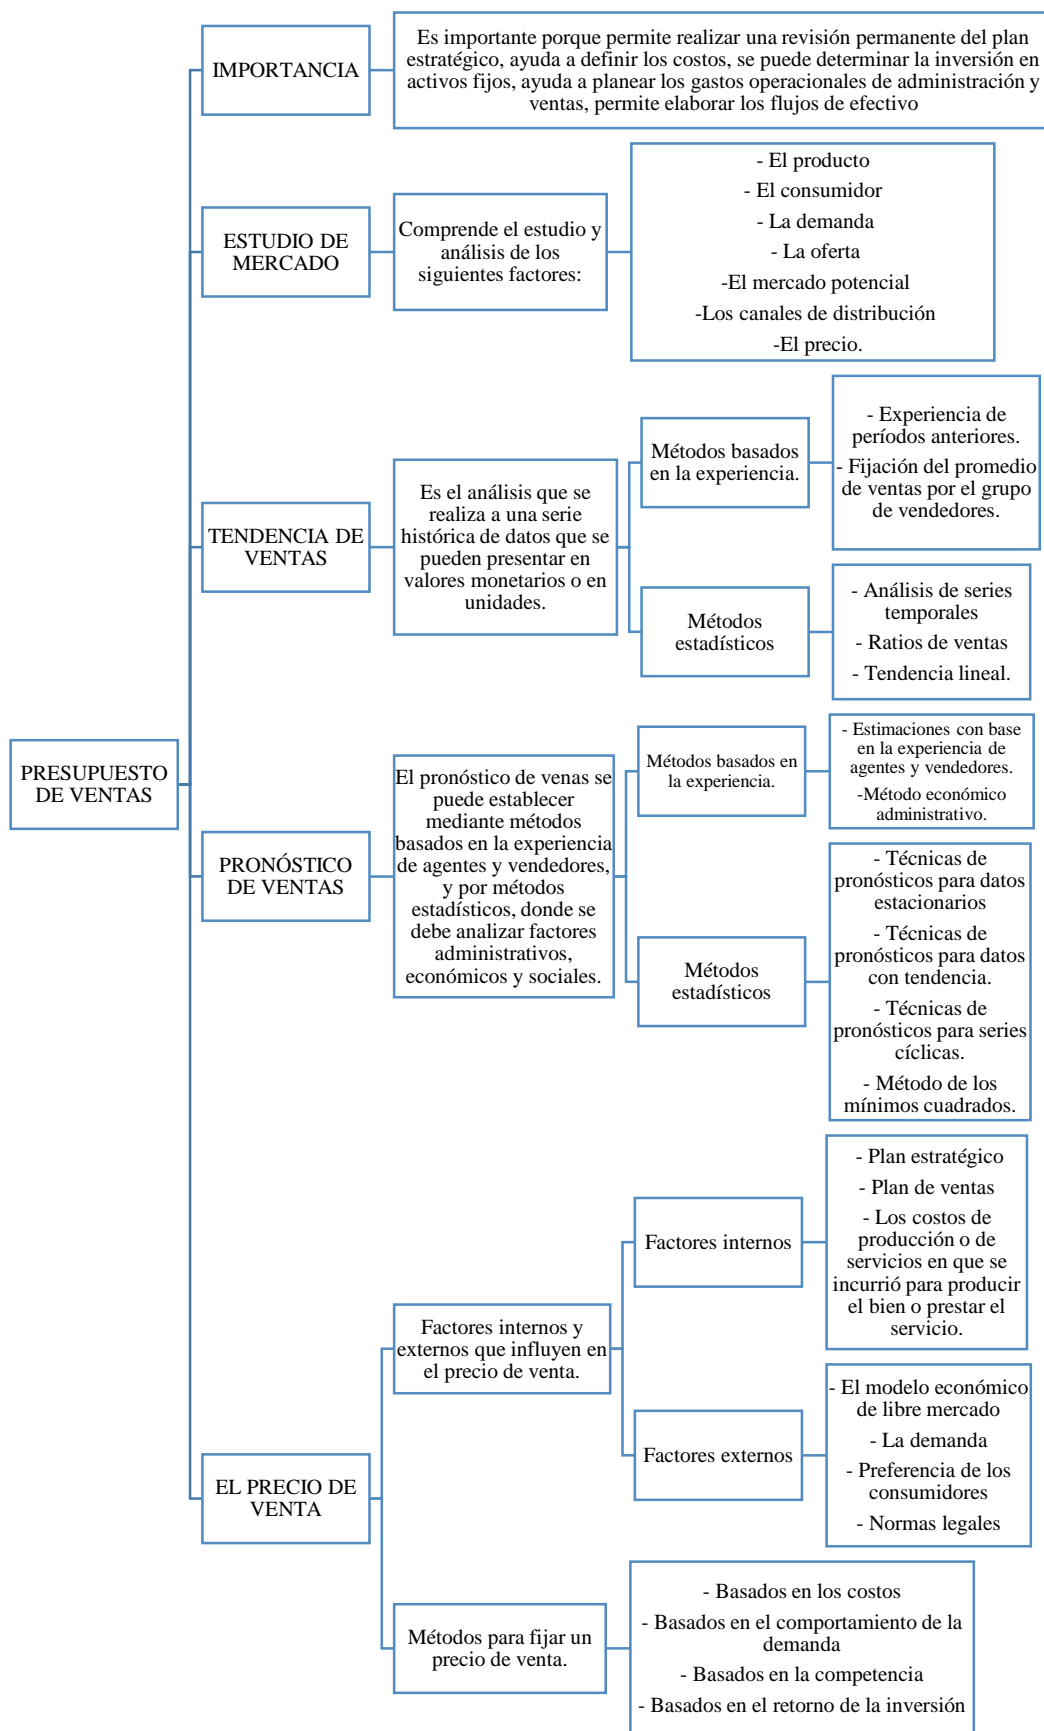 PRESUPUESTO
DE VENTAS
IMPORTANCIA
Es importante porque permite realizar una revisión permanente del plan
estratégico, ayuda a definir los costos, se puede determinar la inversión en
activos fijos, ayuda a planear los gastos operacionales de administración y
ventas, permite elaborar los flujos de efectivo
ESTUDIO DE
MERCADO
Comprende el estudio y
análisis de los
siguientes factores:
- El producto
- El consumidor
- La demanda
- La oferta
-El mercado potencial
-Los canales de distribución
-El precio.
TENDENCIA DE
VENTAS
Es el análisis que se
realiza a una serie
histórica de datos que se
pueden presentar en
valores monetarios o en
unidades.
Métodos basados
en la experiencia.
- Experiencia de
períodos anteriores.
- Fijación del promedio
de ventas por el grupo
de vendedores.
Métodos
estadísticos
- Análisis de series
temporales
- Ratios de ventas
- Tendencia lineal.
PRONÓSTICO
DE VENTAS
El pronóstico de venas se
puede establecer
mediante métodos
basados en la experiencia
de agentes y vendedores,
y por métodos
estadísticos, donde se
debe analizar factores
administrativos,
económicos y sociales.
Métodos basados en
la experiencia.
- Estimaciones con base
en la experiencia de
agentes y vendedores.
-Método económico
administrativo.
Métodos
estadísticos
- Técnicas de
pronósticos para datos
estacionarios
- Técnicas de
pronósticos para datos
con tendencia.
- Técnicas de
pronósticos para series
cíclicas.
- Método de los
mínimos cuadrados.
EL PRECIO DE
VENTA
Factores internos y
externos que influyen en
el precio de venta.
Factores internos
- Plan estratégico
- Plan de ventas
- Los costos de
producción o de
servicios en que se
incurrió para producir
el bien o prestar el
servicio.
Factores externos
- El modelo económico
de libre mercado
- La demanda
- Preferencia de los
consumidores
- Normas legales
Métodos para fijar un
precio de venta.
- Basados en los costos
- Basados en el comportamiento de la
demanda
- Basados en la competencia
- Basados en el retorno de la inversión